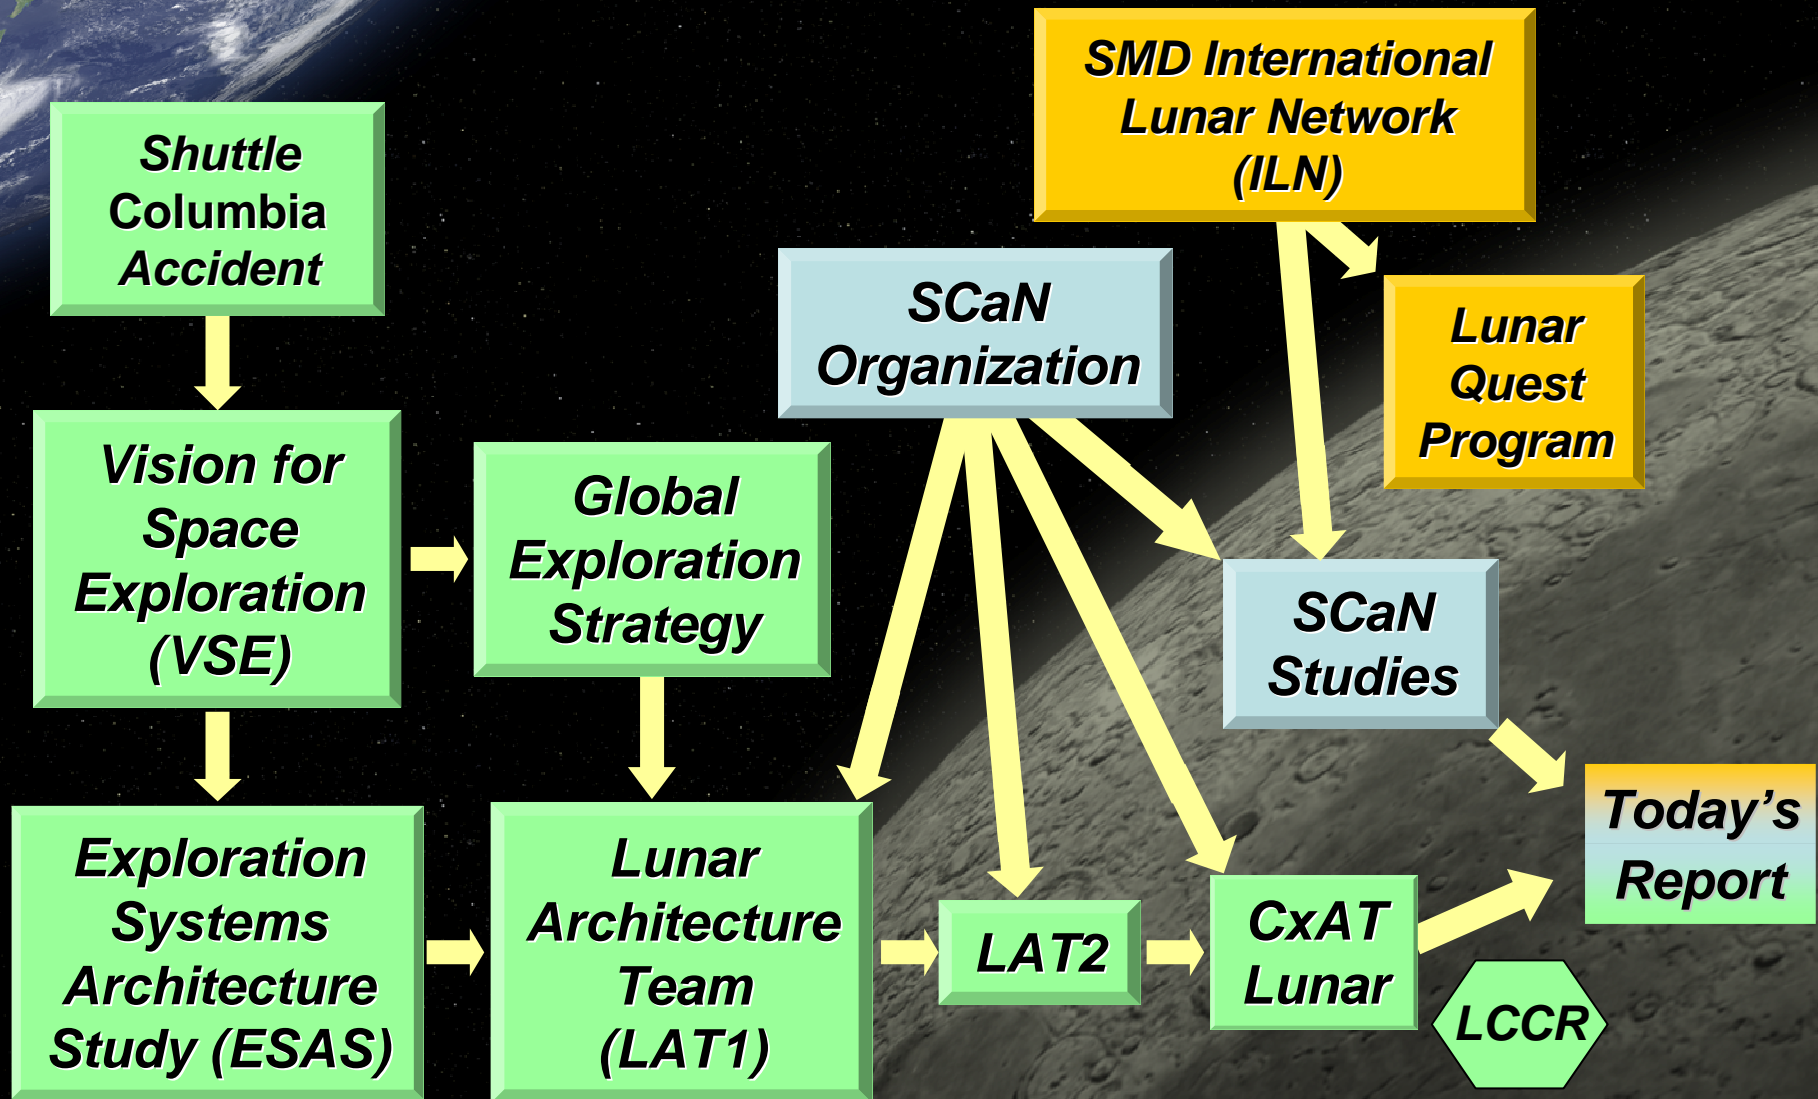 SMD International
Lunar Network
(ILN)
Shuttle
Columbia
Accident
SCaN
Organization
Lunar
Quest
Program
Vision for
Space
Exploration
(VSE)
Global
Exploration
Strategy
SCaN
Studies
Today's
Report
Exploration
Systems
Architecture
Study (ESAS)
Lunar
Architecture
Team
(LAT1)
LAT2
CxAT
Lunar
LCCR